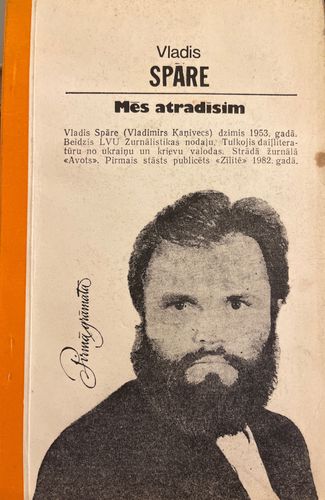 Vladis
SPĀRE
Mēs atradīsim
Vladis Spāre (Vladimirs Kaņivecs) dzimis 1953. gadā.
Beidzis LVU Žurnālistikas nodaļu. Tulkojis daiļlitera-
tūru no ukraiņu un krievu valodas. Strādā žurnālā
«Avots». Pirmais stāsts publicēts «Zīlītē» 1982. gadā.
Pirmā grāmata